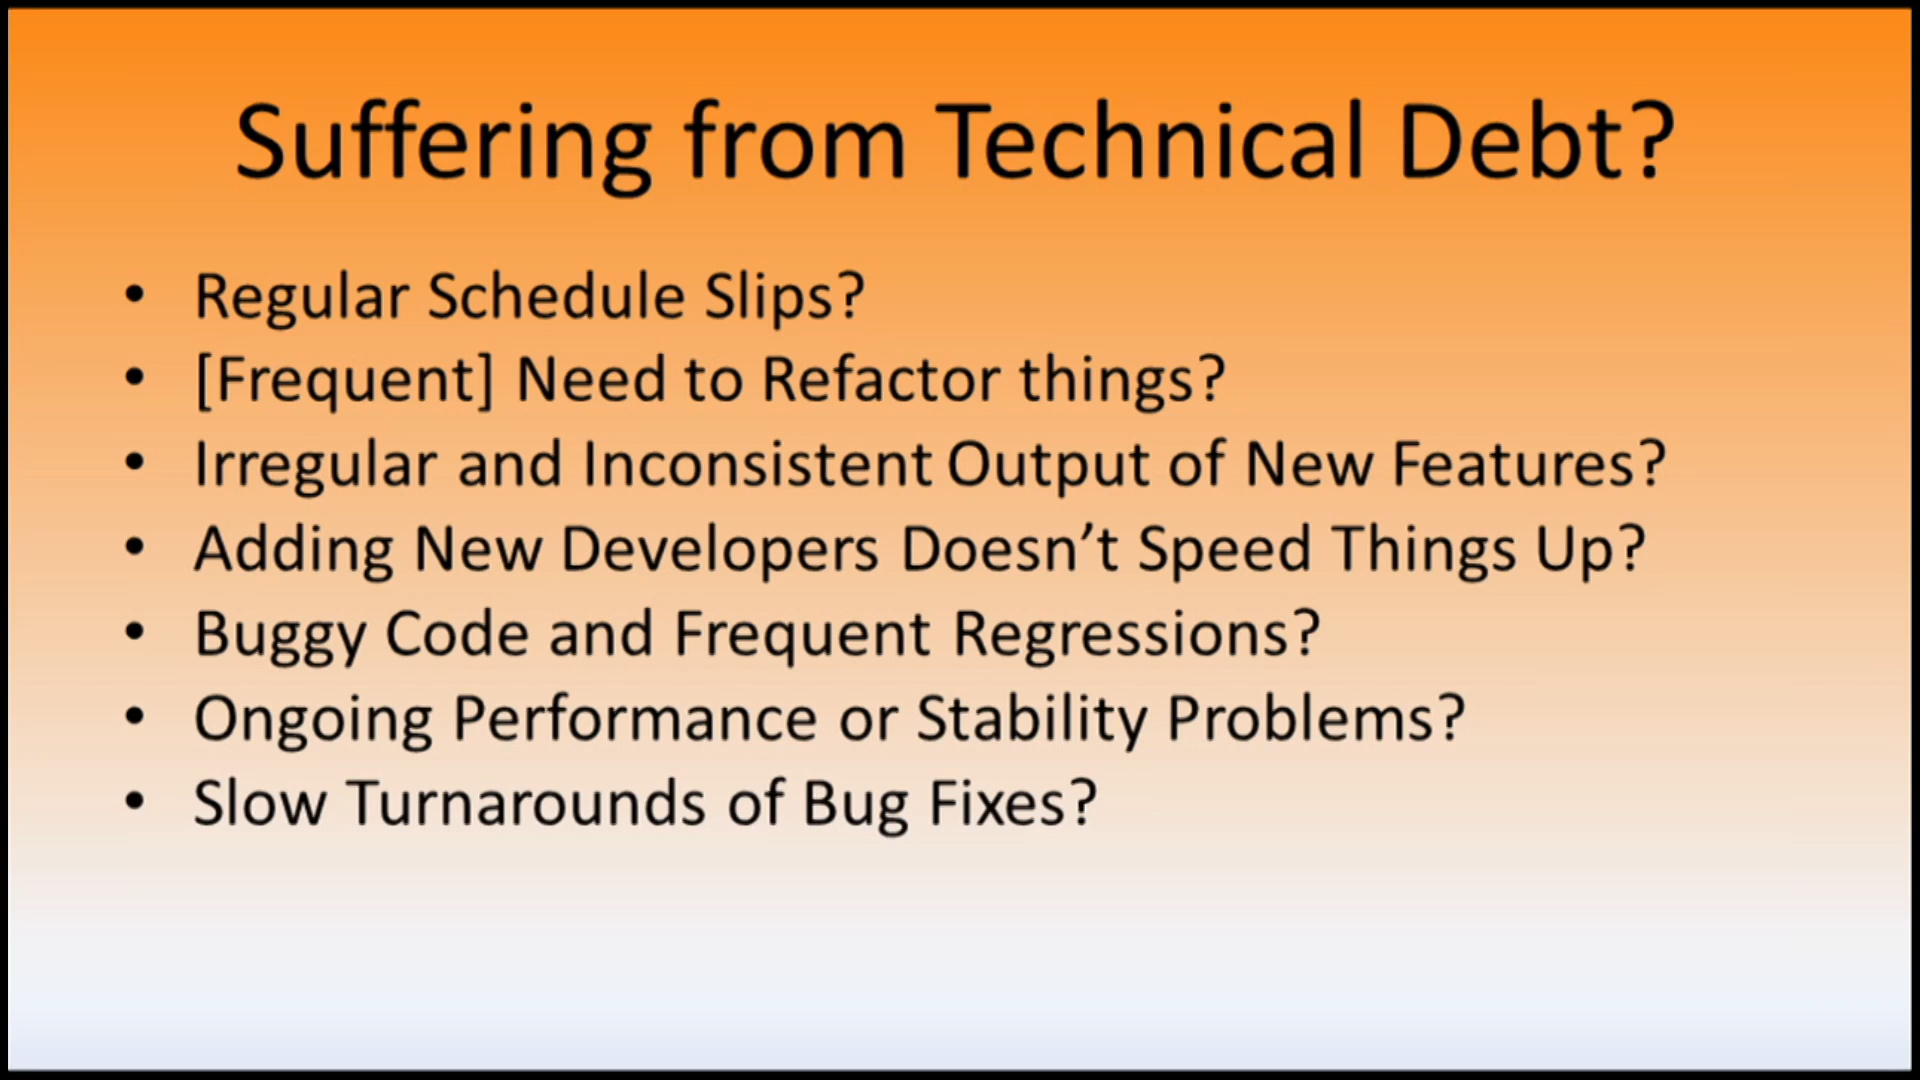 Suffering from Technical Debt?
• Regular Schedule Slips?
• [Frequent] Need to Refactor things?
• Irregular and Inconsistent Output of New Features?
• Adding New Developers Doesn’t Speed Things Up?
• Buggy Code and Frequent Regressions?
• Ongoing Performance or Stability Problems?
• Slow Turnarounds of Bug Fixes?